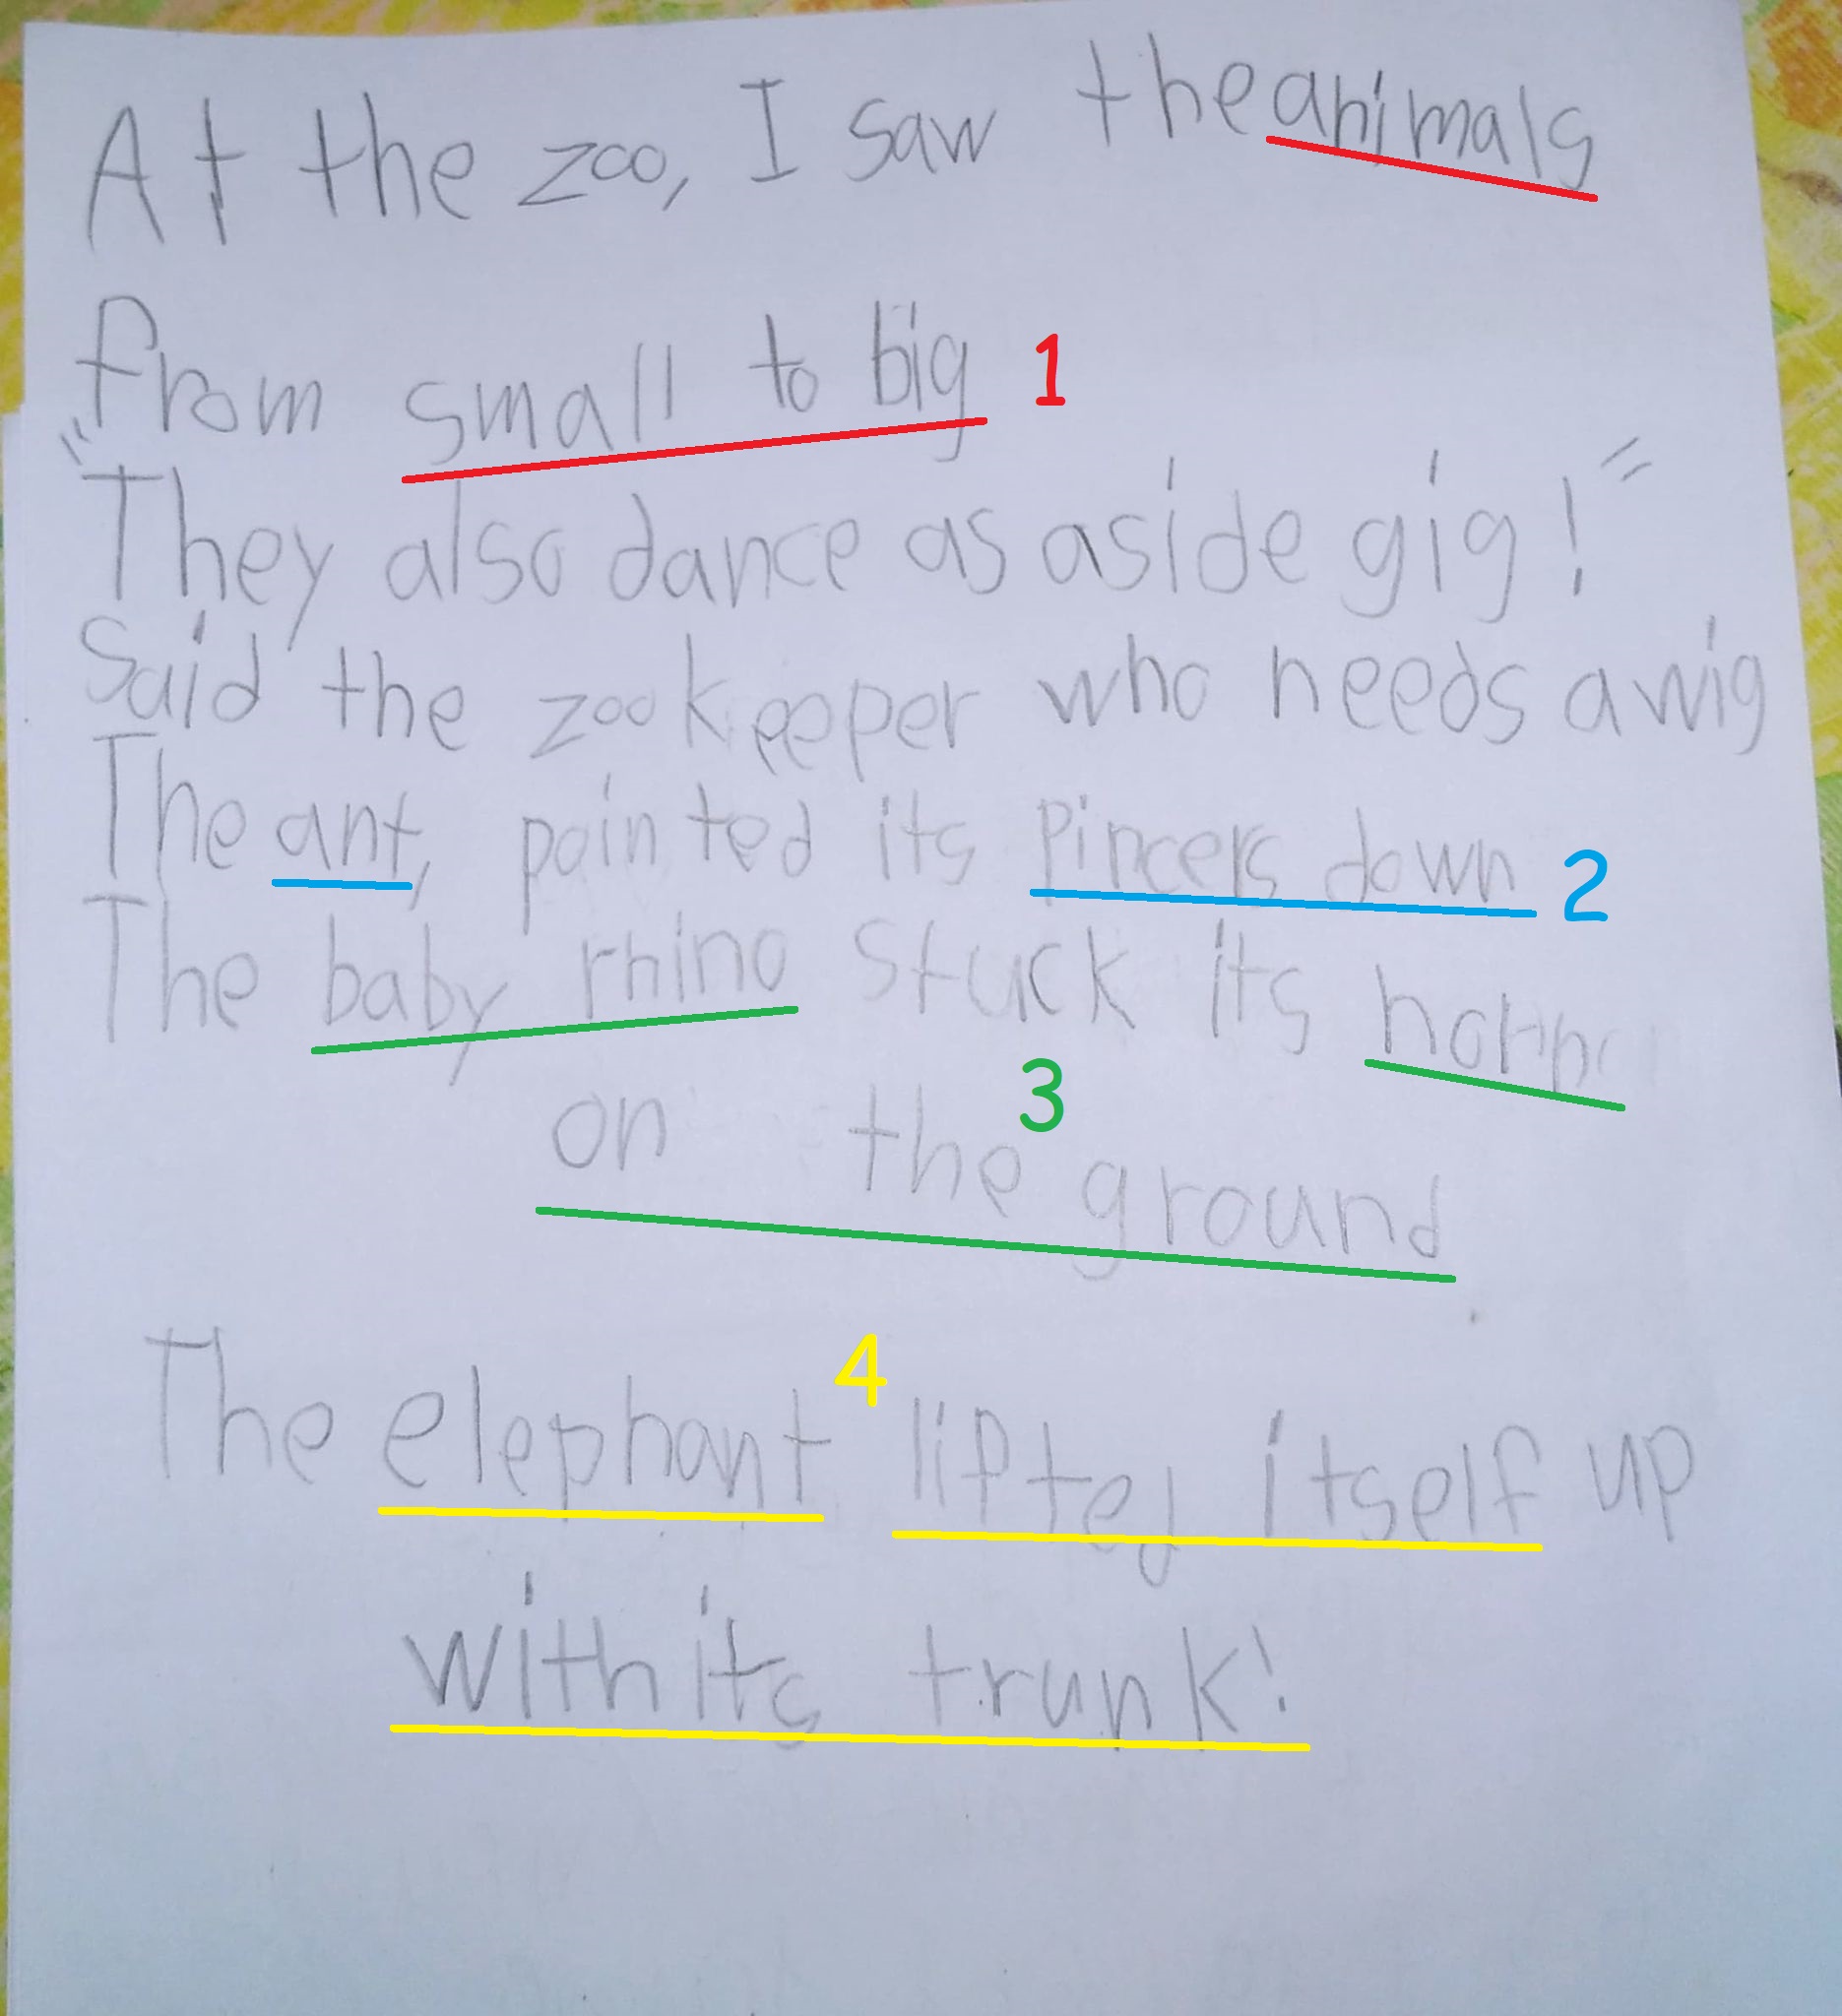 At the zoo, I saw the animals
from small to big 1
"They also dance as a side gig!"
Said the zookeeper who needs a wig
The ant, pointed its pincers down 2
The baby rhino stuck its horn
3
on the ground
4
The elephant lifted itself up
with its trunk!